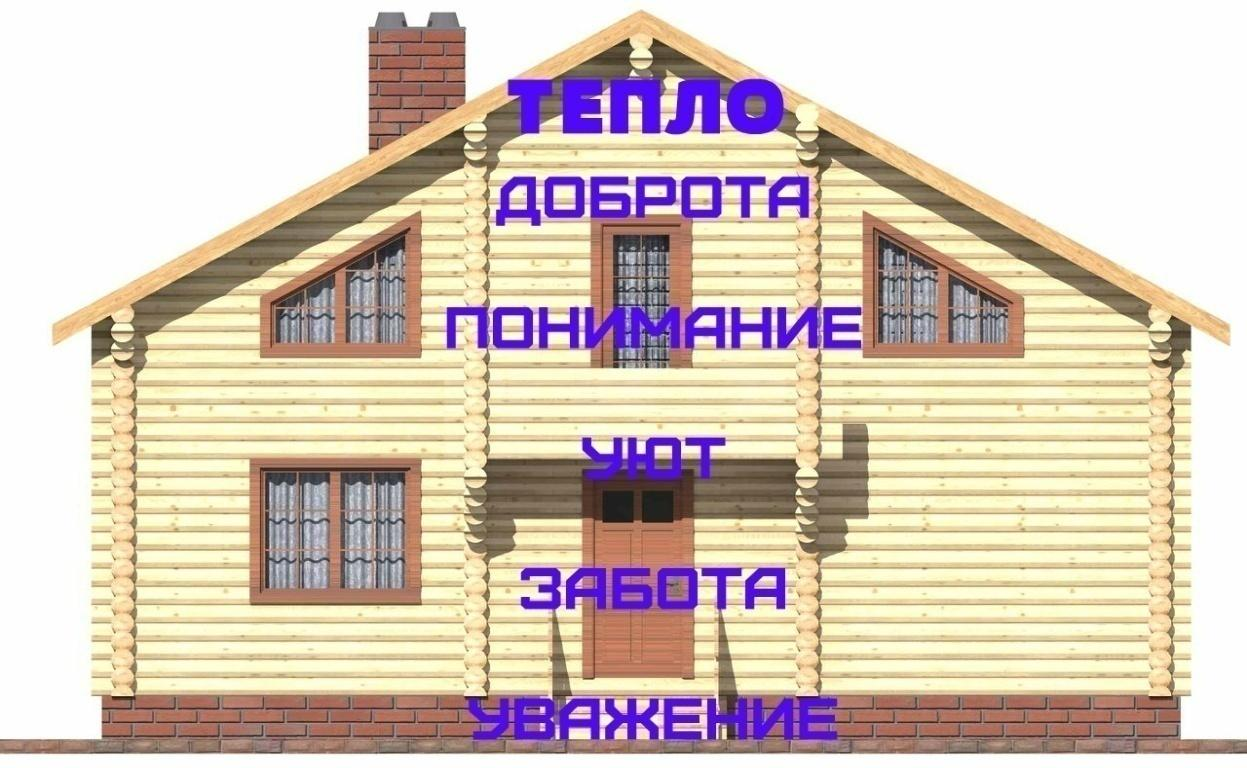 ТЕПЛО
ДОБРОТА
ПОНИМАНИЕ
УЮТ
ЗАБОТА
УВАЖЕНИЕ